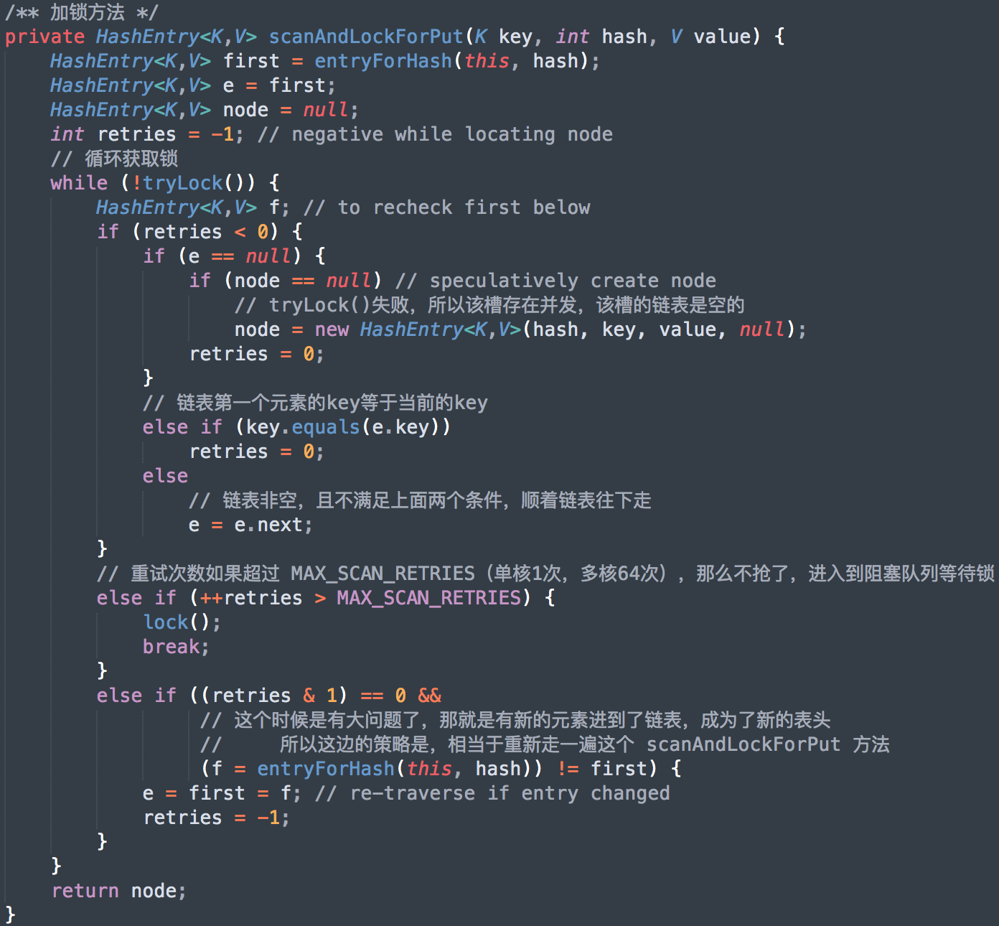 /** 加锁方法 */
private HashEntry<K,V> scanAndLockForPut(K key, int hash, V value) {
    HashEntry<K,V> first = entryForHash(this, hash);
    HashEntry<K,V> e = first;
    HashEntry<K,V> node = null;
    int retries = -1; // negative while locating node
    // 循环获取锁
    while (!tryLock()) {
        HashEntry<K,V> f; // to recheck first below
        if (retries < 0) {
            if (e == null) {
                if (node == null) // speculatively create node
                    // tryLock()失败，所以该槽存在并发，该槽的链表是空的
                    node = new HashEntry<K,V>(hash, key, value, null);
                retries = 0;
            }
            // 链表第一个元素的key等于当前的key
            else if (key.equals(e.key))
                retries = 0;
            else
                // 链表非空，且不满足上面两个条件，顺着链表往下走
                e = e.next;
        }
        // 重试次数如果超过 MAX_SCAN_RETRIES（单核1次，多核64次），那么不抢了，进入到阻塞队列等待锁
        else if (++retries > MAX_SCAN_RETRIES) {
            lock();
            break;
        }
        else if ((retries & 1) == 0 &&
                 // 这个时候是有大问题了，那就是有新的元素进到了链表，成为了新的表头
                 //     所以这边的策略是，相当于重新走一遍这个 scanAndLockForPut 方法
                 (f = entryForHash(this, hash)) != first) {
            e = first = f; // re-traverse if entry changed
            retries = -1;
        }
    }
    return node;
}